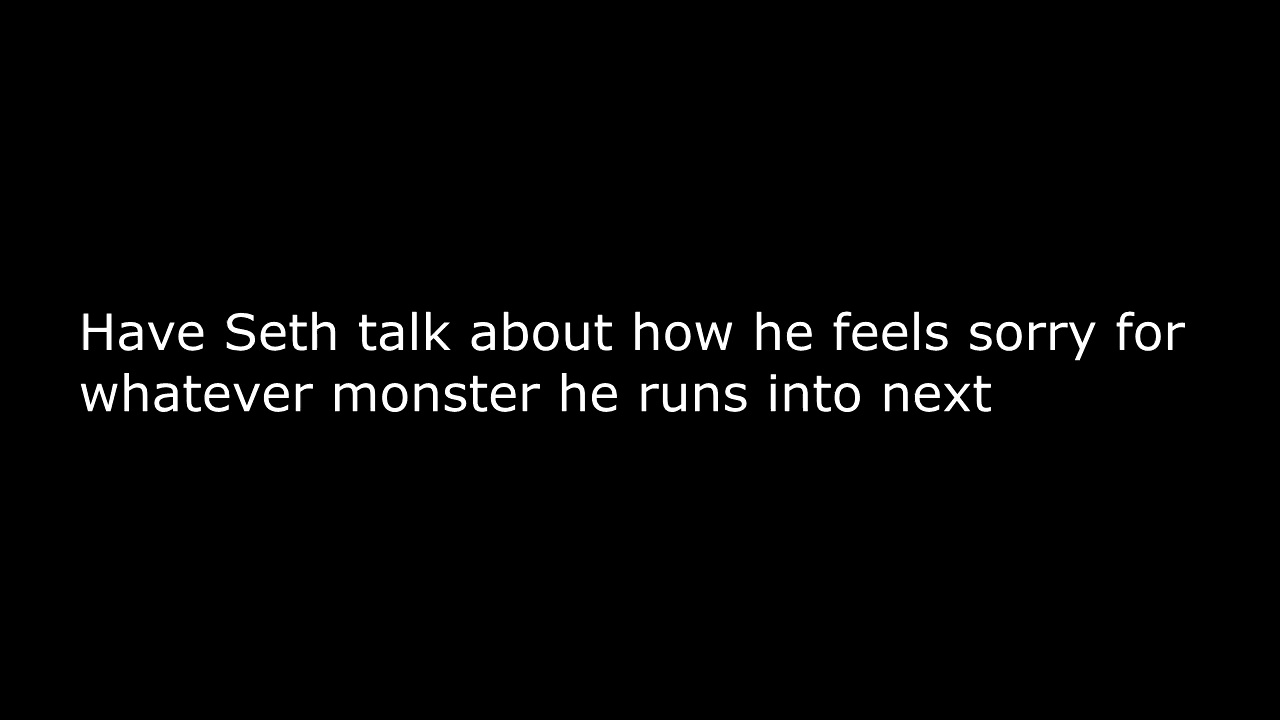 Have Seth talk about how he feels sorry for
whatever monster he runs into next